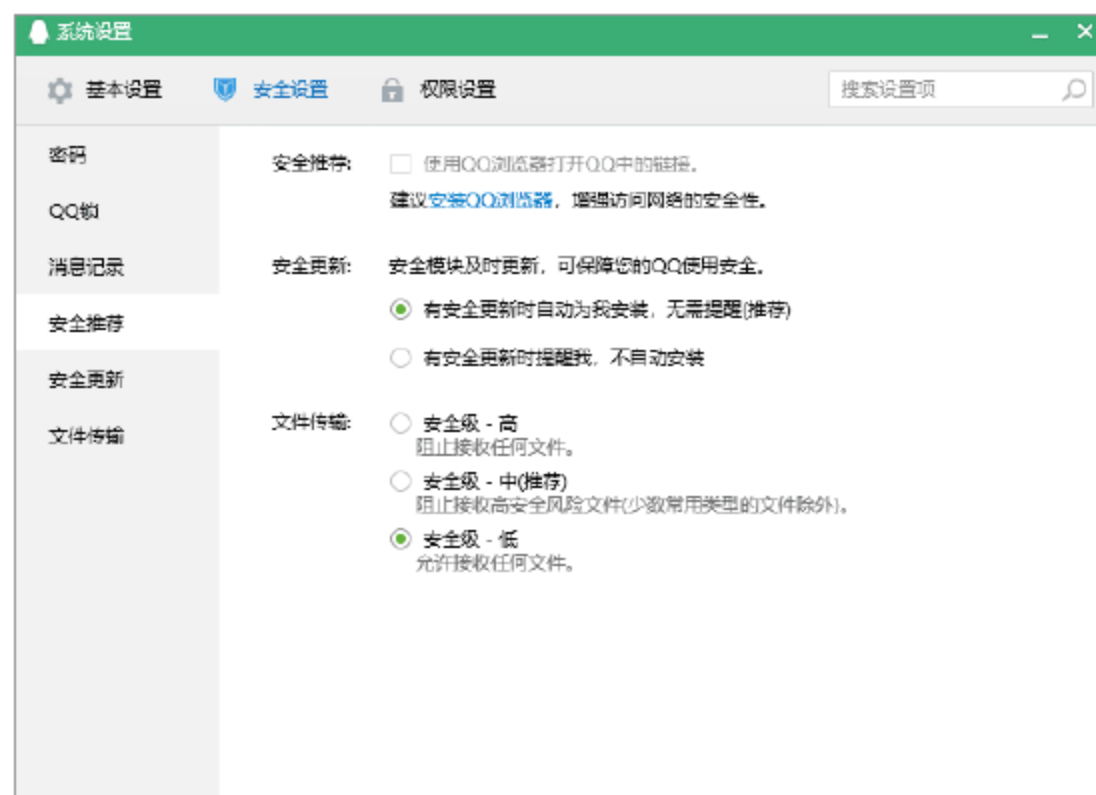 系统设置
基本设置 安全设置 权限设置 搜索设置项
密码
QQ锁
消息记录
安全推荐
安全更新
文件传输
安全推荐: 使用QQ浏览器打开QQ中的链接。
建议安装QQ浏览器，增强访问网络的安全性。
安全更新: 安全模块及时更新，可保障您的QQ使用安全。
有安全更新时自动为我安装，无需提醒(推荐)
有安全更新时提醒我，不自动安装
文件传输: 安全级 - 高
阻止接收任何文件。
安全级 - 中(推荐)
阻止接收高安全风险文件(少数常用类型的文件除外)。
安全级 - 低
允许接收任何文件。